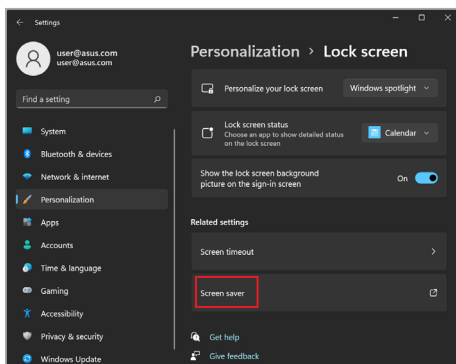 Settings
user@asus.com
user@asus.com
Find a setting
System
Bluetooth & devices
Network & internet
Personalization
Apps
Accounts
Time & language
Gaming
Accessibility
Privacy & security
Windows Update
Personalization > Lock screen
Personalize your lock screen
Windows spotlight
Lock screen status
Choose an app to show detailed status
on the lock screen
Calendar
Show the lock screen background
picture on the sign-in screen
On
Related settings
Screen timeout
Screen saver
Get help
Give feedback